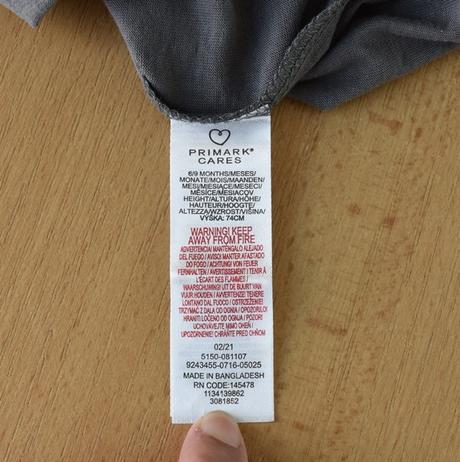 PRIMARK®
CARES
6/9 MONTHS/MESES/
MONATE/MOIS/MAANDEN/
MESI/MIESIĄCE/MESECI/
MĚSÍCE/MESIACOV
HEIGHT/ALTURA/HÖHE/
HAUTEUR/HOOGTE/
ALTEZZA/WZROST/VIŠINA/
VÝŠKA: 74CM
WARNING! KEEP
AWAY FROM FIRE
ADVERTENCIA! MANTÉNGALO ALEJADO
DEL FUEGO / AVISO! MANTER AFASTADO
DO FOGO / ACHTUNG! VON FEUER
FERNHALTEN / AVERTISSEMENT ! TENIR À
L'ÉCART DES FLAMMES /
WAARSCHUWING! UIT DE BUURT VAN
VUUR HOUDEN / AVVERTENZE! TENERE
LONTANO DAL FUOCO / OSTRZEŻENIE!
TRZYMAĆ Z DALA OD OGNIA / OPOZORILO!
HRANITI LOČENO OD OGNJA / POZOR!
UCHOVÁVEJTE MIMO OHEŇ /
UPOZORNENIE! CHRÁŇTE PRED OHŇOM
02/21
5150-081107
9243455-0716-05025
MADE IN BANGLADESH
RN CODE:145478
1134139862
3081852